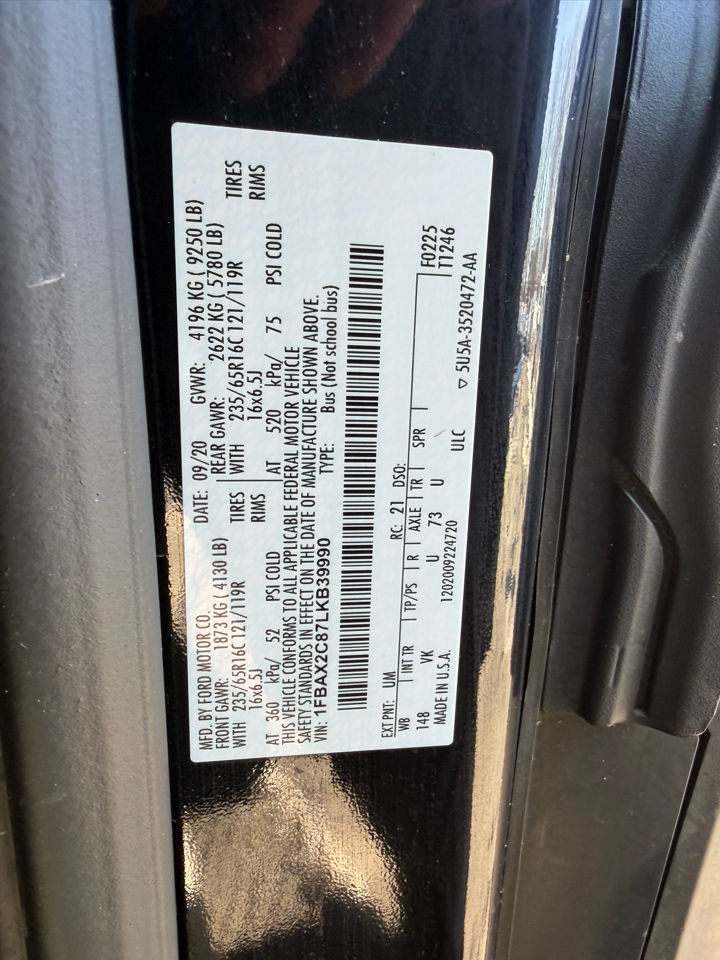 MFD. BY FORD MOTOR CO.
DATE: 09/20 GVWR: 4196 KG ( 9250 LB)
FRONT GAWR: 1873 KG ( 4130 LB) REAR GAWR: 2622 KG ( 5780 LB)
WITH 235/65R16C 121/119R TIRES WITH 235/65R16C 121/119R TIRES
16x6.5J RIMS 16x6.5J RIMS
AT 360 kPa/ 52 PSI COLD AT 520 kPa/ 75 PSI COLD
THIS VEHICLE CONFORMS TO ALL APPLICABLE FEDERAL MOTOR VEHICLE
SAFETY STANDARDS IN EFFECT ON THE DATE OF MANUFACTURE SHOWN ABOVE.
VIN: 1FBAX2C87LKB39990 TYPE: Bus (Not school bus)
EXT PNT: UM RC: 21 DSO: F0225
WB INT TR TP/PS R AXLE TR SPR T1246
148 VK U 73 U
MADE IN U.S.A. 1202009224720 ULC ▽ 5U5A-3520472-AA